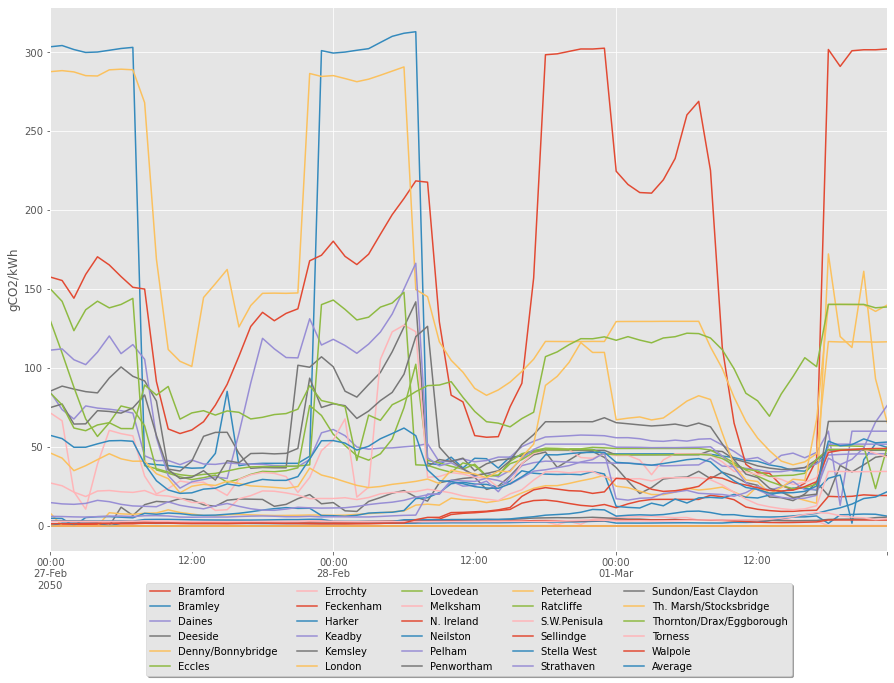 300
250
200
150
100
50
0
gCO2/kWh
00:00 12:00 00:00 12:00 00:00 12:00
27-Feb 28-Feb 01-Mar
2050
Bramford Errochty Lovedean Peterhead Sundon/East Claydon
Bramley Feckenham Melksham Ratcliffe Th. Marsh/Stocksbridge
Daines Harker N. Ireland S.W.Penisula Thornton/Drax/Eggborough
Deeside Keadby Neilston Sellindge Torness
Denny/Bonnybridge Kemsley Pelham Stella West Walpole
Eccles London Penwortham Strathaven Average